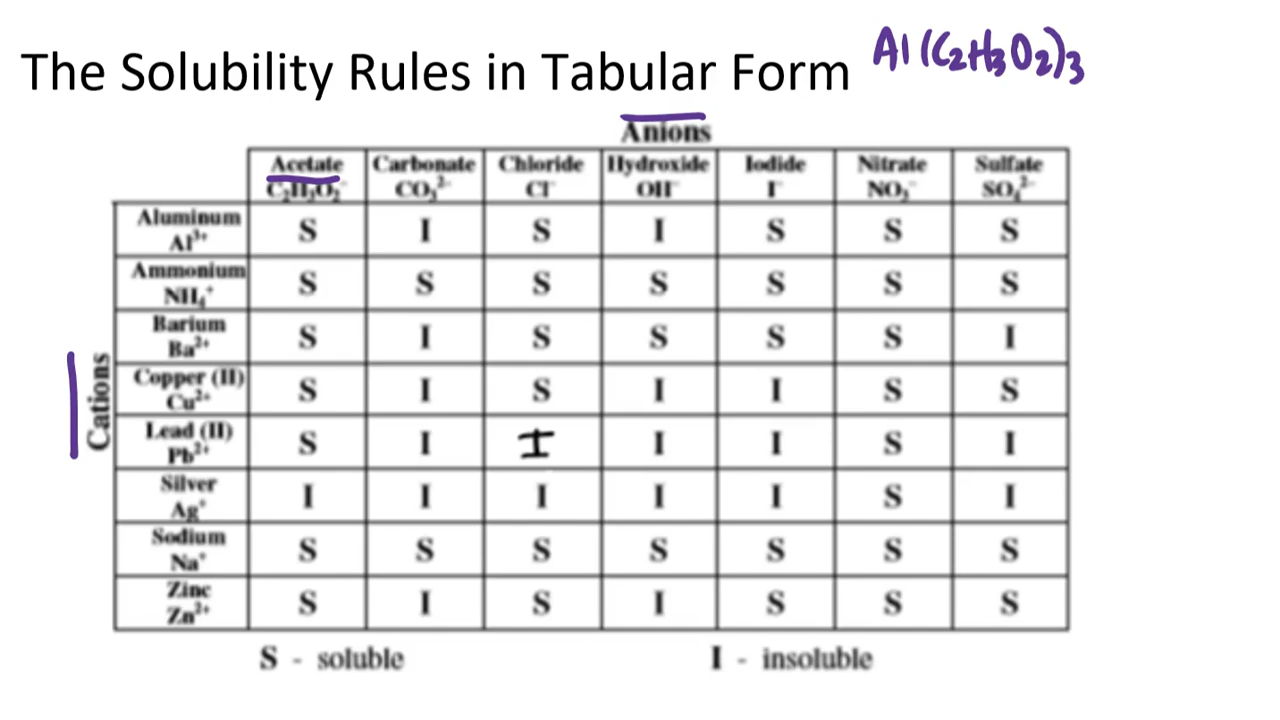 The Solubility Rules in Tabular Form Al(C₂H₃O₂)₃
Anions
Acetate Carbonate Chloride Hydroxide Iodide Nitrate Sulfate
C₂H₃O₂⁻ CO₃²⁻ Cl⁻ OH⁻ I⁻ NO₃⁻ SO₄²⁻
Cations
Aluminum
Al³⁺ S I S I S S S
Ammonium
NH₄⁺ S S S S S S S
Barium
Ba²⁺ S I S S S S I
Copper (II)
Cu²⁺ S I S I I S S
Lead (II)
Pb²⁺ S I I I I S I
Silver
Ag⁺ I I I I I S I
Sodium
Na⁺ S S S S S S S
Zinc
Zn²⁺ S I S I S S S
S - soluble I - insoluble